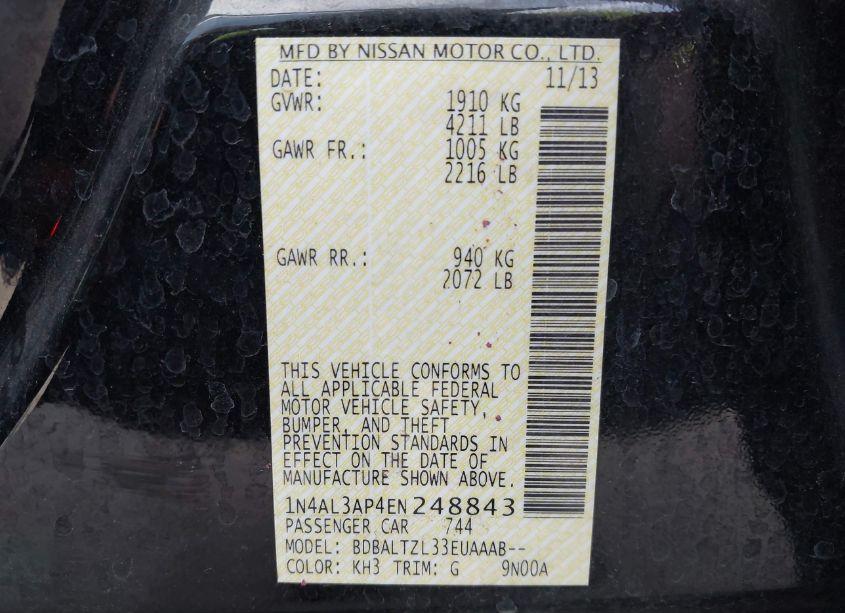 MFD BY NISSAN MOTOR CO., LTD.
DATE: 11/13
GVWR: 1910 KG
4211 LB
GAWR FR.: 1005 KG
2216 LB
GAWR RR.: 940 KG
2072 LB
THIS VEHICLE CONFORMS TO
ALL APPLICABLE FEDERAL
MOTOR VEHICLE SAFETY,
BUMPER, AND THEFT
PREVENTION STANDARDS IN
EFFECT ON THE DATE OF
MANUFACTURE SHOWN ABOVE.
1N4AL3AP4EN248843
PASSENGER CAR 744
MODEL: BDBALTZL33EUAAAB--
COLOR: KH3 TRIM: G 9N00A